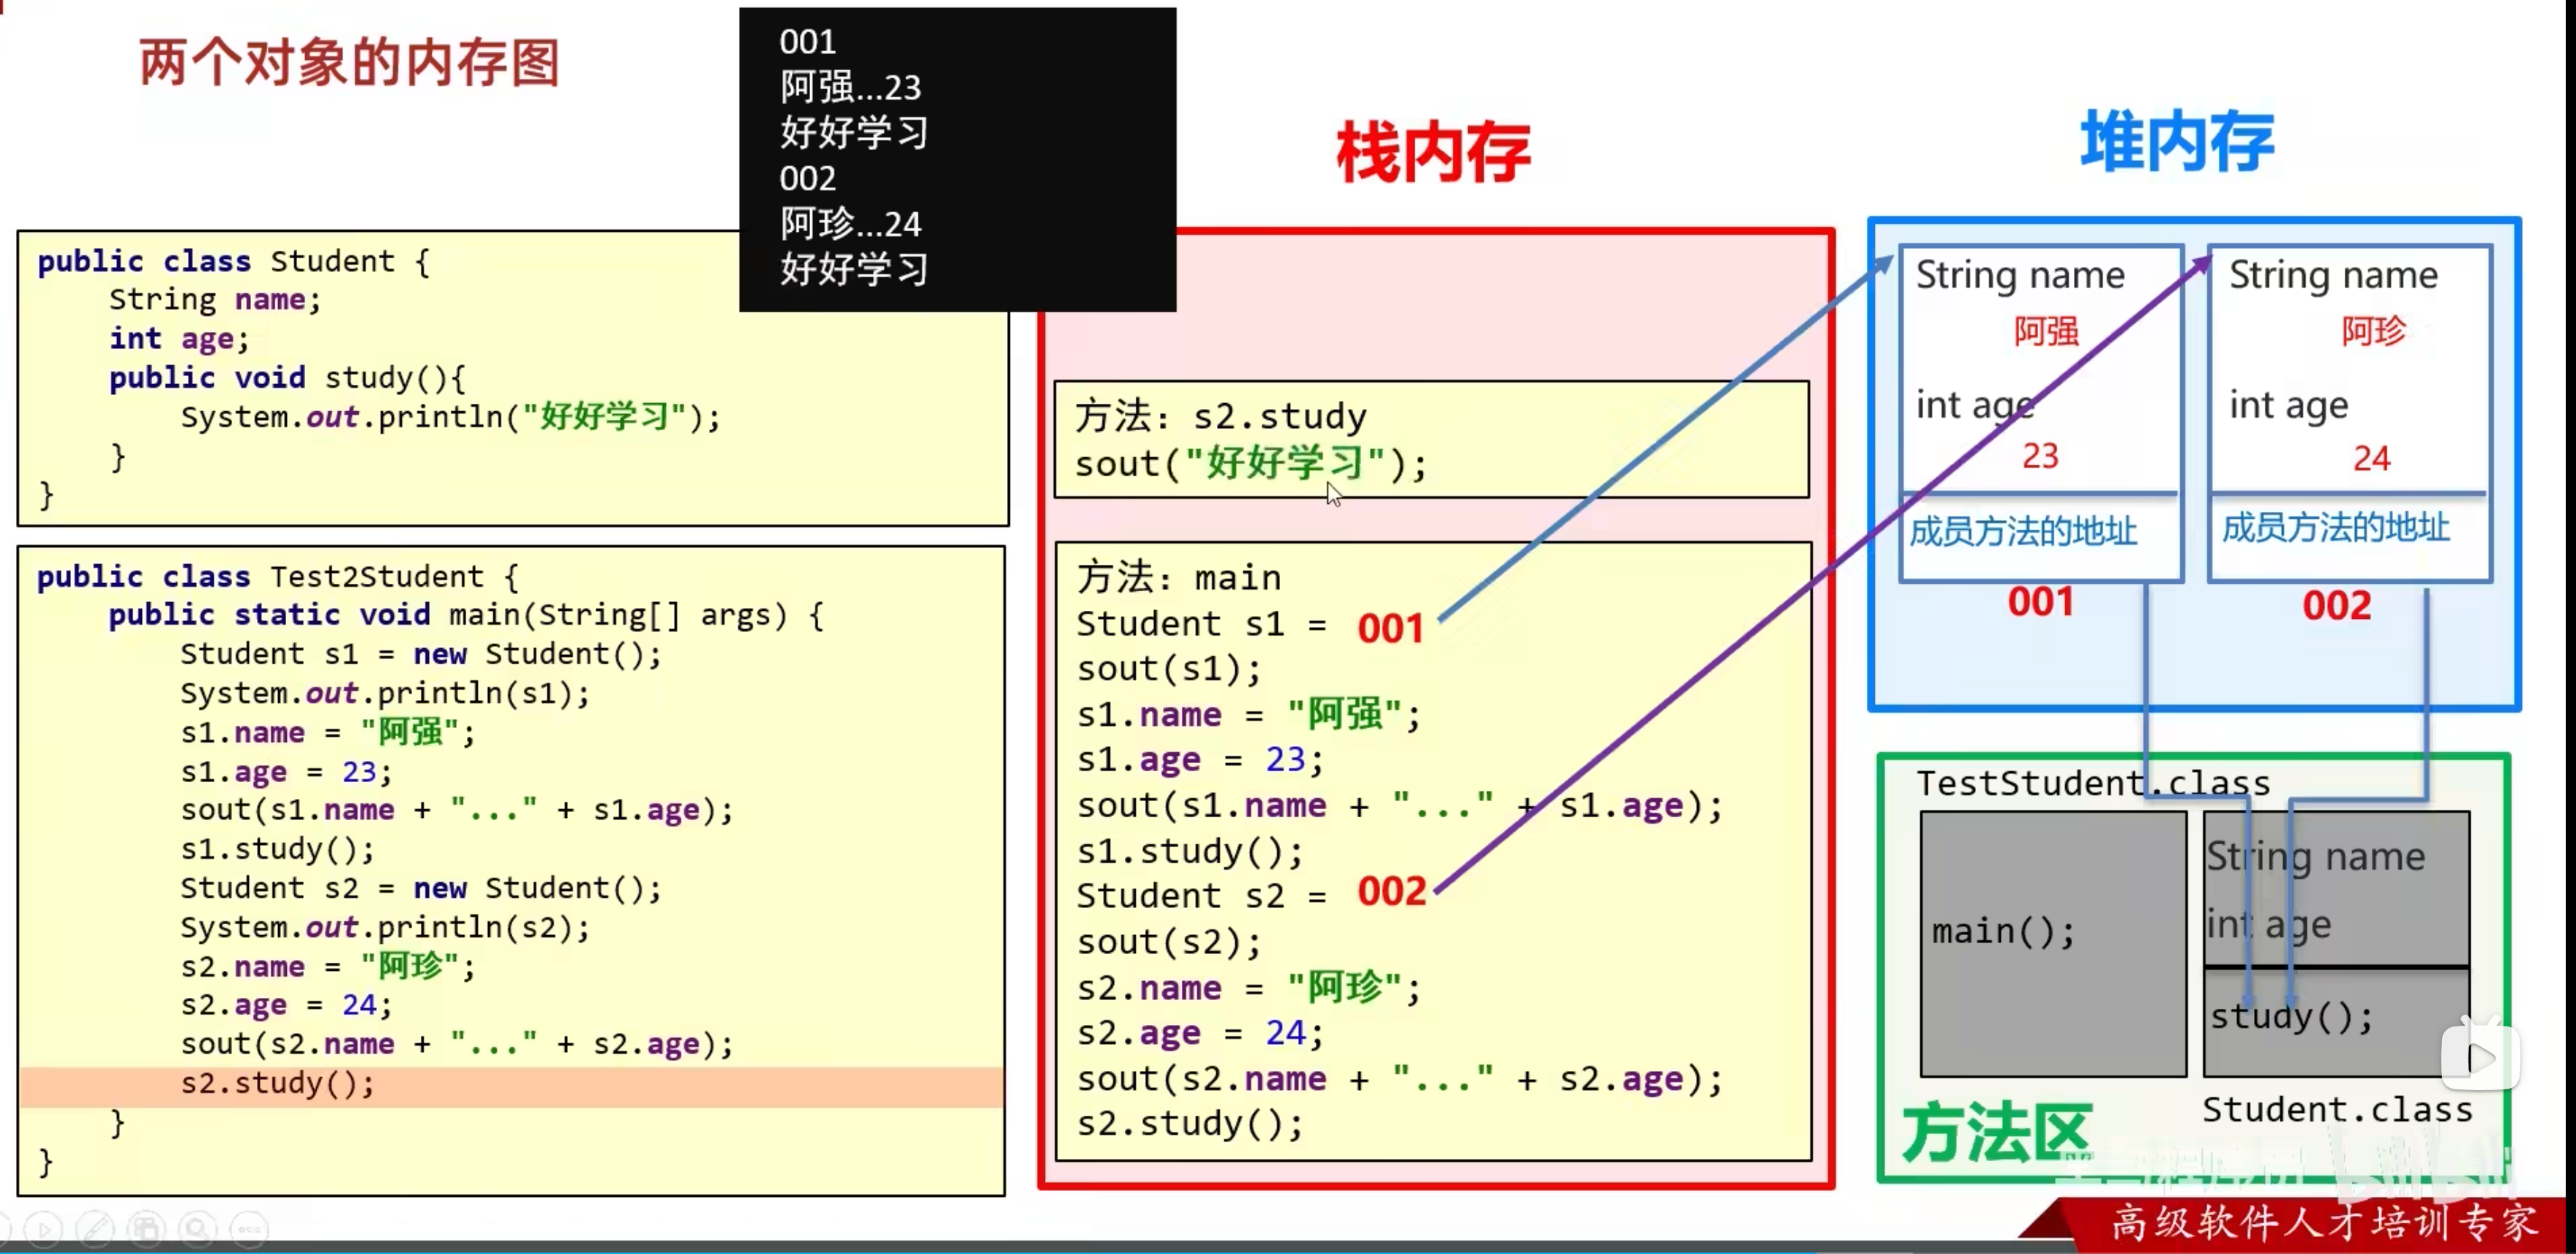 两个对象的内存图
001
阿强...23
好好学习
002
阿珍...24
好好学习
public class Student {
String name;
int age;
public void study(){
System.out.println("好好学习");
}
}
public class Test2Student {
public static void main(String[] args) {
Student s1 = new Student();
System.out.println(s1);
s1.name = "阿强";
s1.age = 23;
sout(s1.name + "..." + s1.age);
s1.study();
Student s2 = new Student();
System.out.println(s2);
s2.name = "阿珍";
s2.age = 24;
sout(s2.name + "..." + s2.age);
s2.study();
}
}
栈内存
方法：s2.study
sout("好好学习");
方法：main
Student s1 = 001
sout(s1);
s1.name = "阿强";
s1.age = 23;
sout(s1.name + "..." + s1.age);
s1.study();
Student s2 = 002
sout(s2);
s2.name = "阿珍";
s2.age = 24;
sout(s2.name + "..." + s2.age);
s2.study();
堆内存
String name
阿强
int age
23
成员方法的地址
001
String name
阿珍
int age
24
成员方法的地址
002
TestStudent.class
main();
String name
int age
study();
Student.class
方法区
高级软件人才培训专家